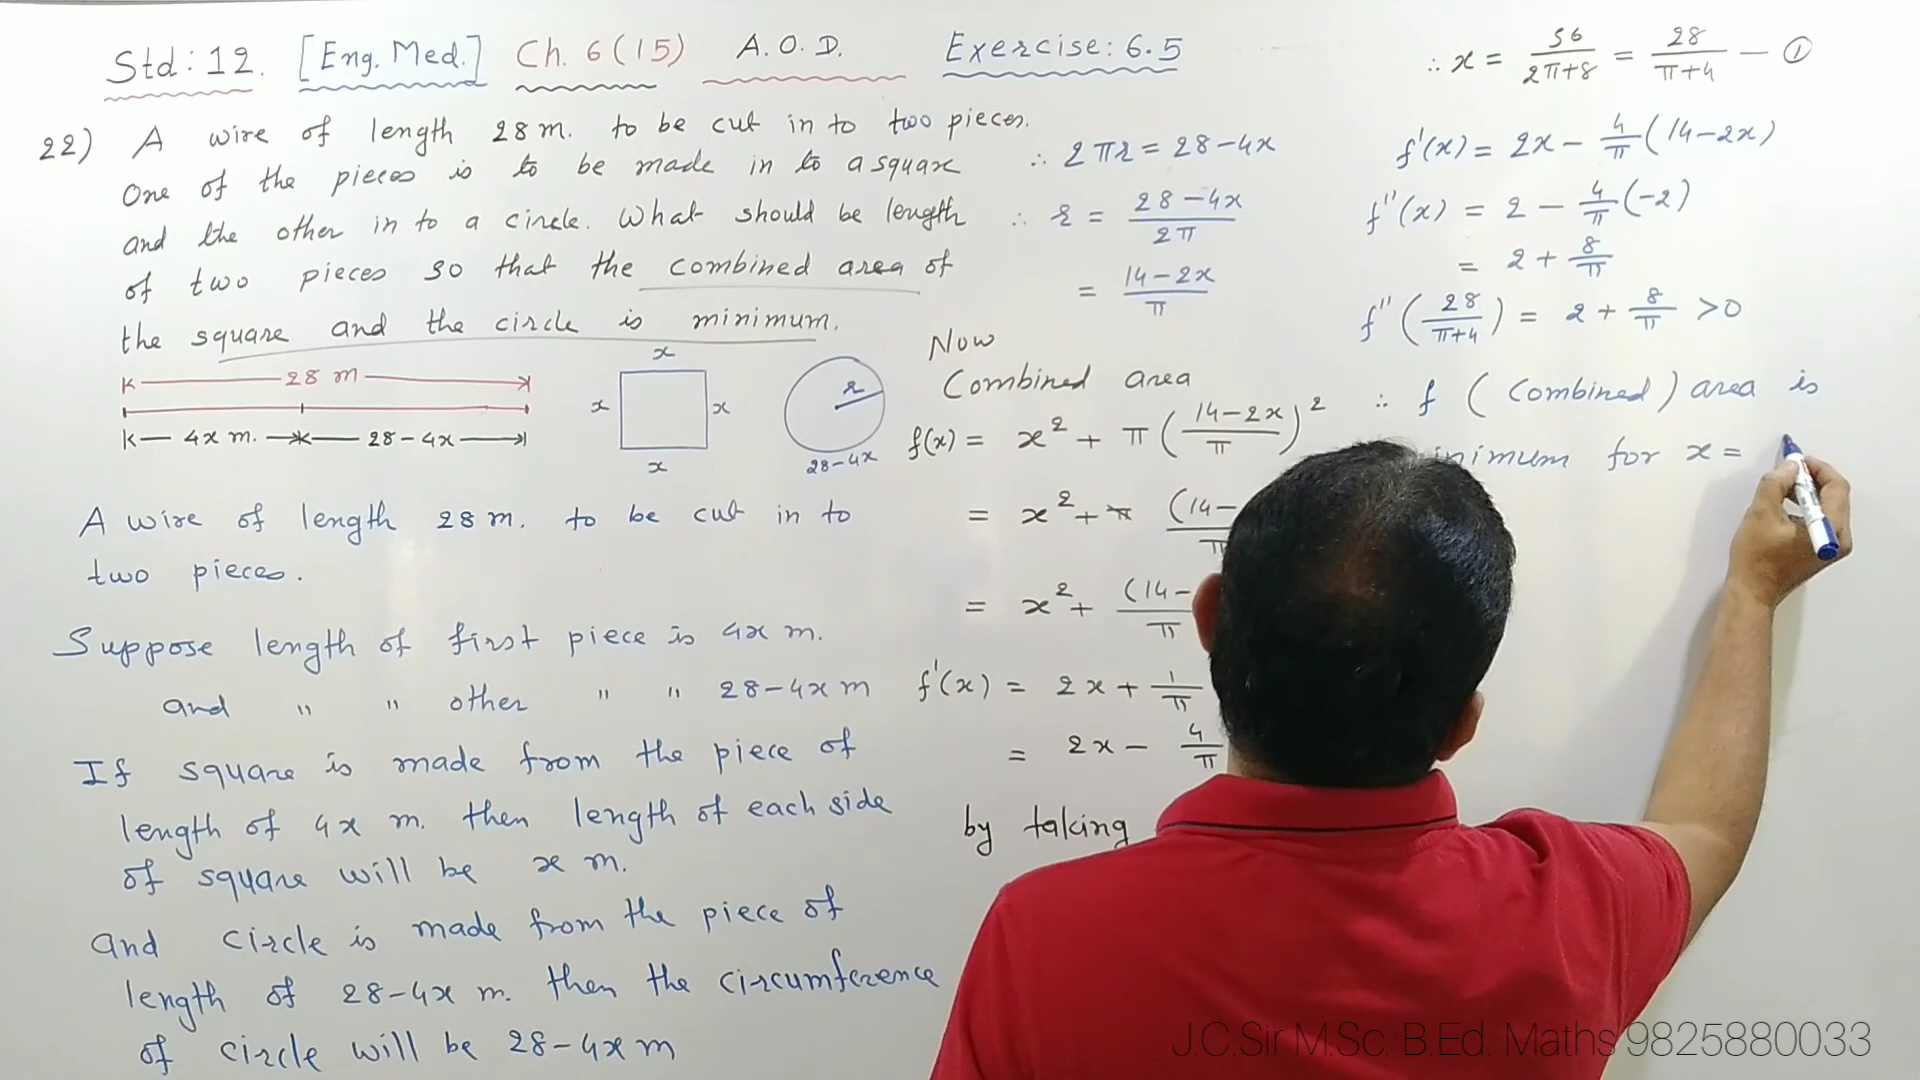 Std: 12. [Eng. Med.] Ch. 6 (15) A. O. D. Exercise: 6.5
22) A wire of length 28 m. to be cut in to two pieces.
One of the pieces is to be made in to a square
and the other in to a circle. What should be length
of two pieces so that the combined area of
the square and the circle is minimum.
28 m
4x m. 28-4x
x
x x
x
r
28-4x
A wire of length 28 m. to be cut in to
two pieces.
Suppose length of first piece is 4x m.
and " " other " " 28-4x m
If square is made from the piece of
length of 4x m. then length of each side
of square will be x m.
and circle is made from the piece of
length of 28-4x m. then the circumference
of circle will be 28-4x m
∴ 2πr = 28-4x
∴ r = (28-4x)/2π
= (14-2x)/π
Now
Combined area
f(x) = x² + π((14-2x)/π)²
= x² + π (14-
π
= x² + (14-
π
f'(x) = 2x + 1/π
= 2x - 4/π
by taking
∴ x = 56/(2π+8) = 28/(π+4) — ①
f'(x) = 2x - 4/π (14-2x)
f''(x) = 2 - 4/π (-2)
= 2 + 8/π
f''(28/(π+4)) = 2 + 8/π >0
∴ f (Combined) area is
inimum for x =
J.C.Sir M.Sc. B.Ed. Maths 9825880033